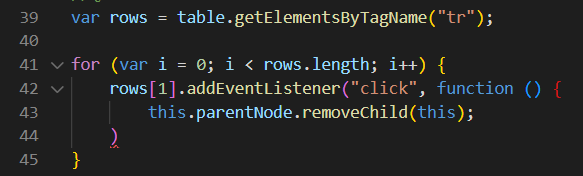 39 var rows = table.getElementsByTagName("tr");
40
41 for (var i = 0; i < rows.length; i++) {
42 rows[1].addEventListener("click", function () {
43 this.parentNode.removeChild(this);
44 )
45 }